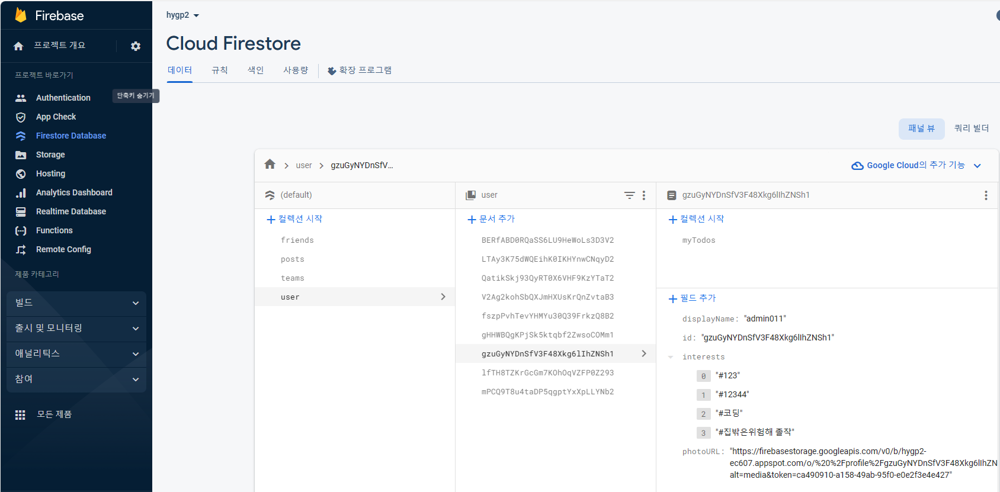 Firebase
프로젝트 개요
프로젝트 바로가기
단축키 숨기기
Authentication
App Check
Firestore Database
Storage
Hosting
Analytics Dashboard
Realtime Database
Functions
Remote Config
제품 카테고리
빌드
출시 및 모니터링
애널리틱스
참여
모든 제품
hygp2
Cloud Firestore
데이터 규칙 색인 사용량 확장 프로그램
패널 뷰 쿼리 빌더
user gzuGyNYDnSfV...
Google Cloud의 추가 기능
(default)
컬렉션 시작
friends
posts
teams
user
user
문서 추가
BERfABD0RQaSS6LU9HeWoLs3D3V2
LTAy3K75dWQEihK0IKHYnwCNqyD2
QatikSkj93QyRT0X6VHF9KzYTaT2
V2Ag2kohSbQXJmHXUsKrQnZvtaB3
fszpPvhTevYHMYu30Q39FrkzQ8B2
gHHWBQgKPjSk5ktqbf2ZwsoCOMm1
gzuGyNYDnSfV3F48Xkg6lIhZNSh1
lfTH8TZKrGcGm7KOhOqVZFP0Z293
mPCQ9T8u4taDP5qgptYxXpLLYNb2
gzuGyNYDnSfV3F48Xkg6lIhZNSh1
컬렉션 시작
myTodos
필드 추가
displayName: "admin011"
id: "gzuGyNYDnSfV3F48Xkg6lIhZNSh1"
interests
0 "#123"
1 "#12344"
2 "#코딩"
3 "#집밖은위험해 졸작"
photoURL: "https://firebasestorage.googleapis.com/v0/b/hygp2-
ec607.appspot.com/o/%20%2Fprofile%2FgzuGyNYDnSfV3F48Xkg6lIhZN
alt=media&token=ca490910-a158-49ab-95f0-e0e2f3e4e427"